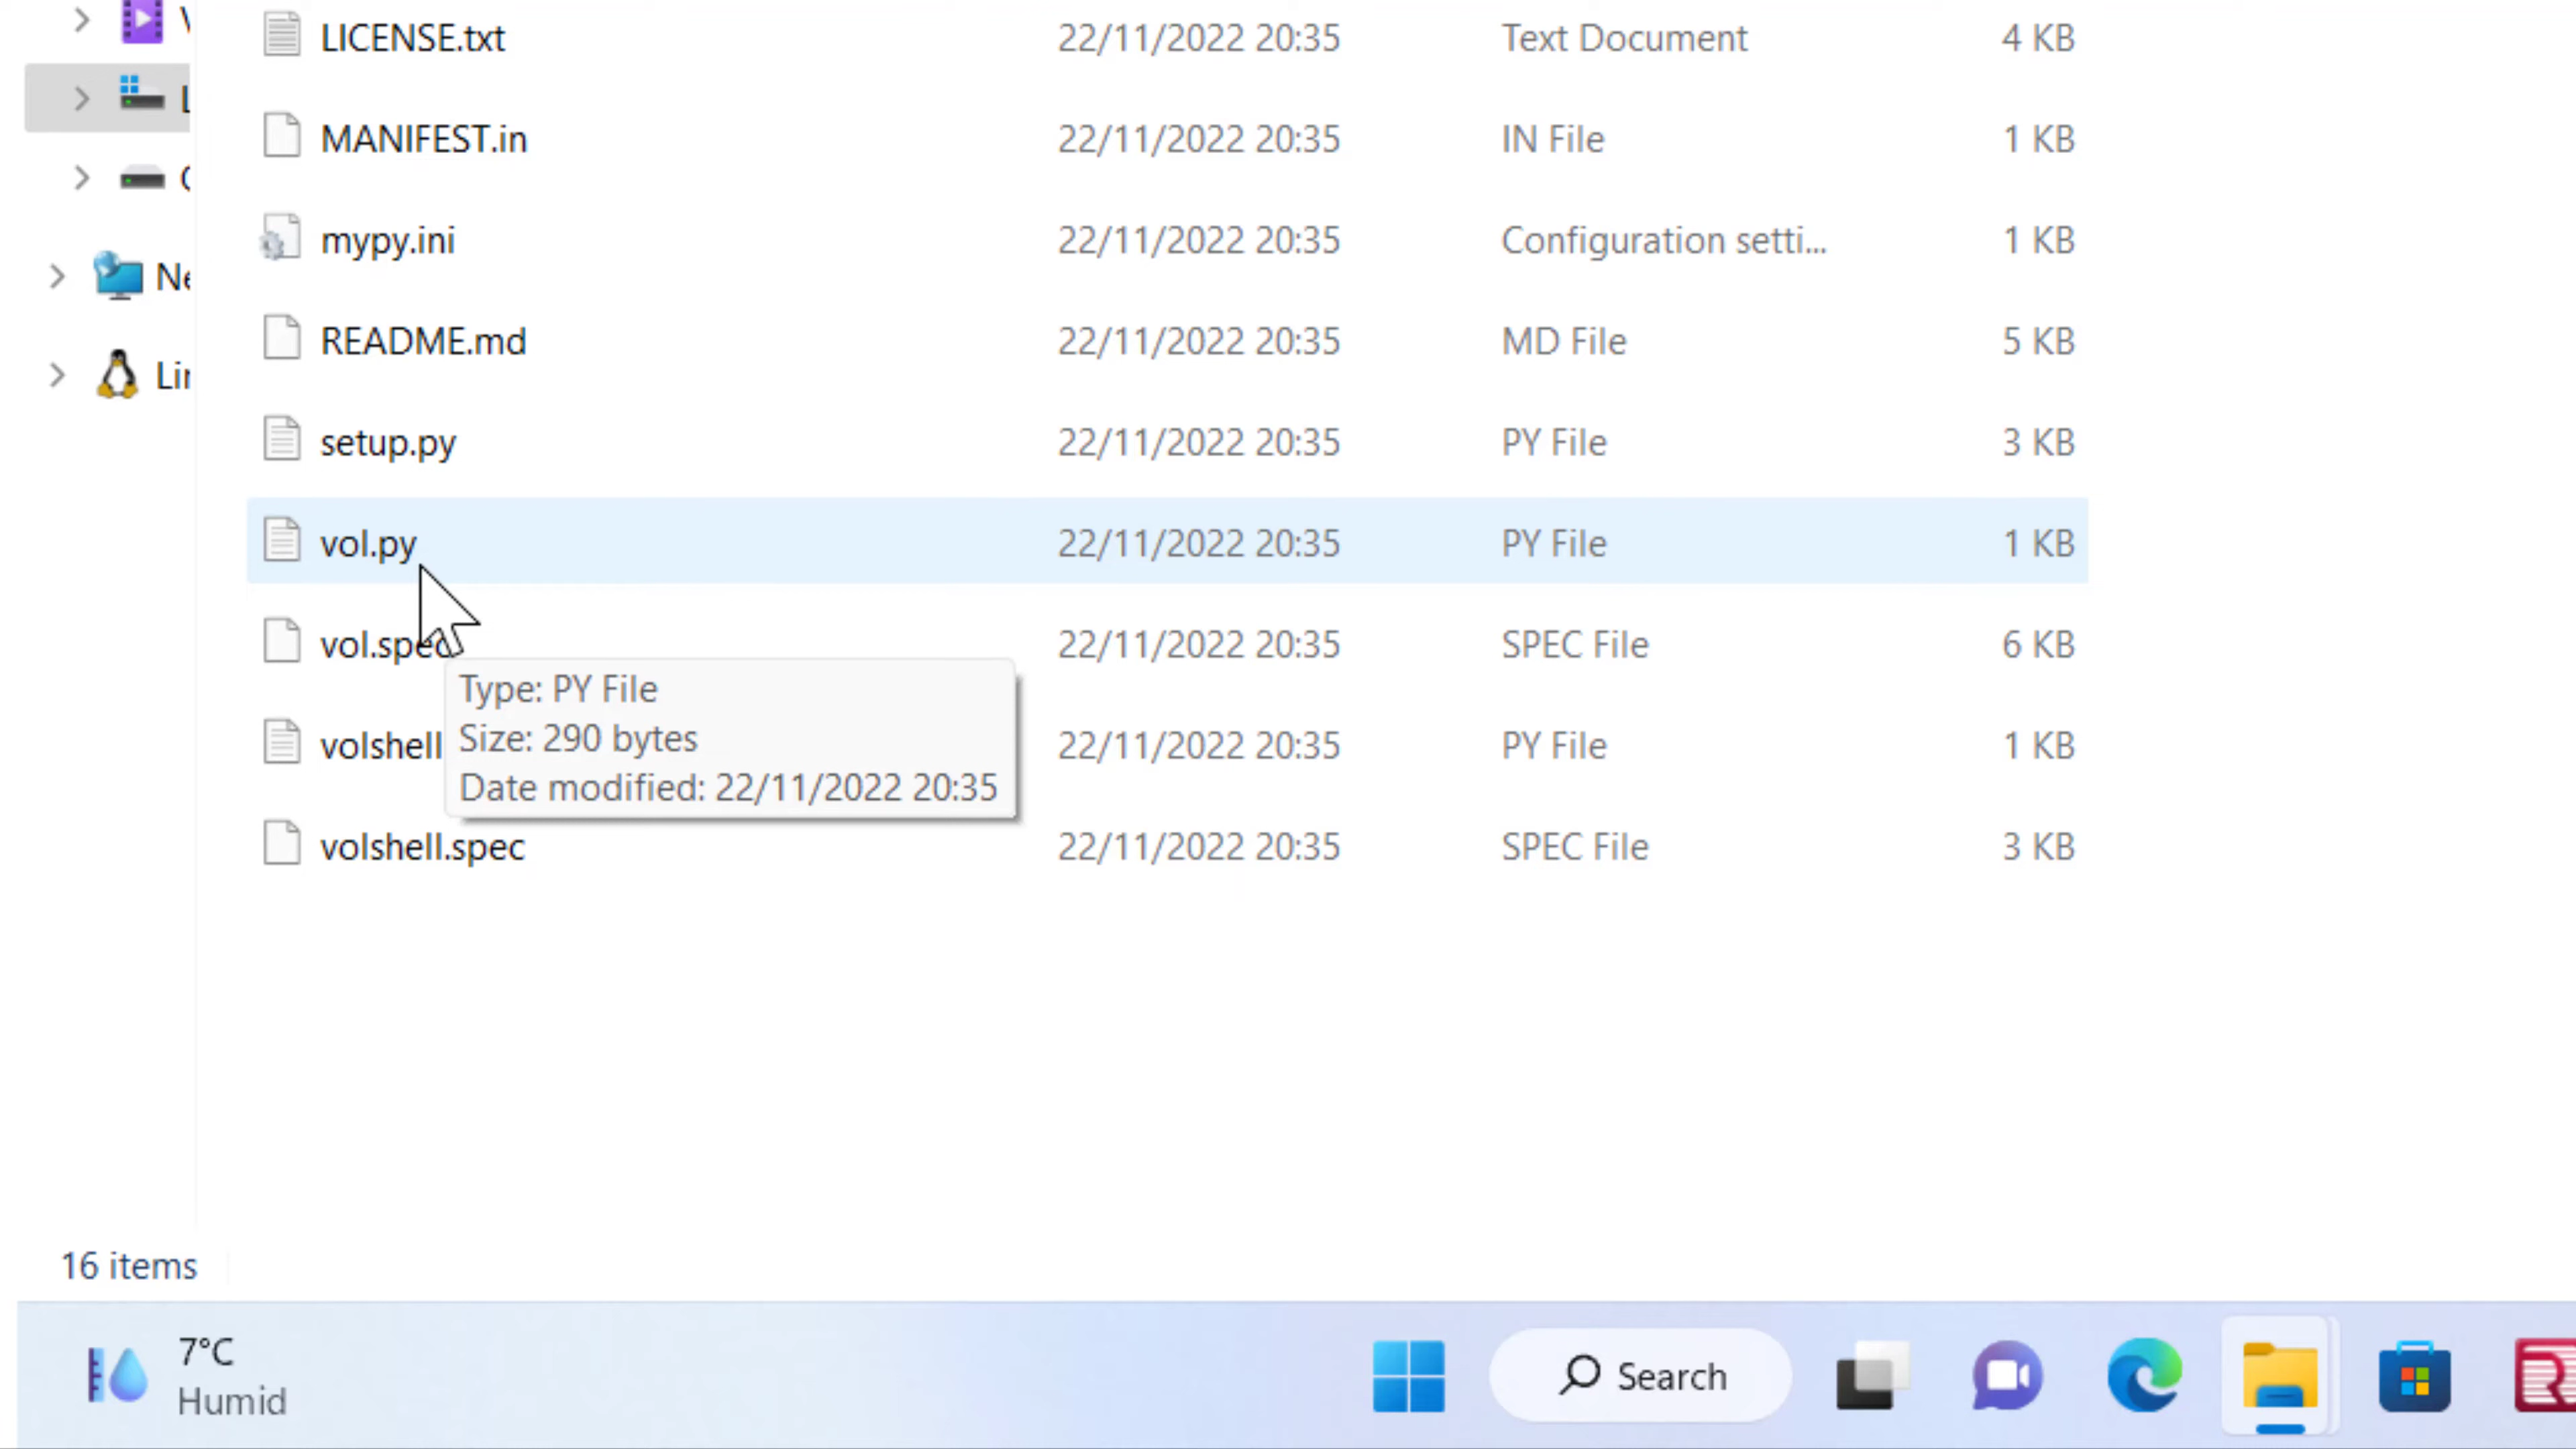 LICENSE.txt 22/11/2022 20:35 Text Document 4 KB
MANIFEST.in 22/11/2022 20:35 IN File 1 KB
mypy.ini 22/11/2022 20:35 Configuration setti... 1 KB
README.md 22/11/2022 20:35 MD File 5 KB
setup.py 22/11/2022 20:35 PY File 3 KB
vol.py 22/11/2022 20:35 PY File 1 KB
vol.spec 22/11/2022 20:35 SPEC File 6 KB
volshell 22/11/2022 20:35 PY File 1 KB
Type: PY File
Size: 290 bytes
Date modified: 22/11/2022 20:35
volshell.spec 22/11/2022 20:35 SPEC File 3 KB
16 items
7°C
Humid
Search